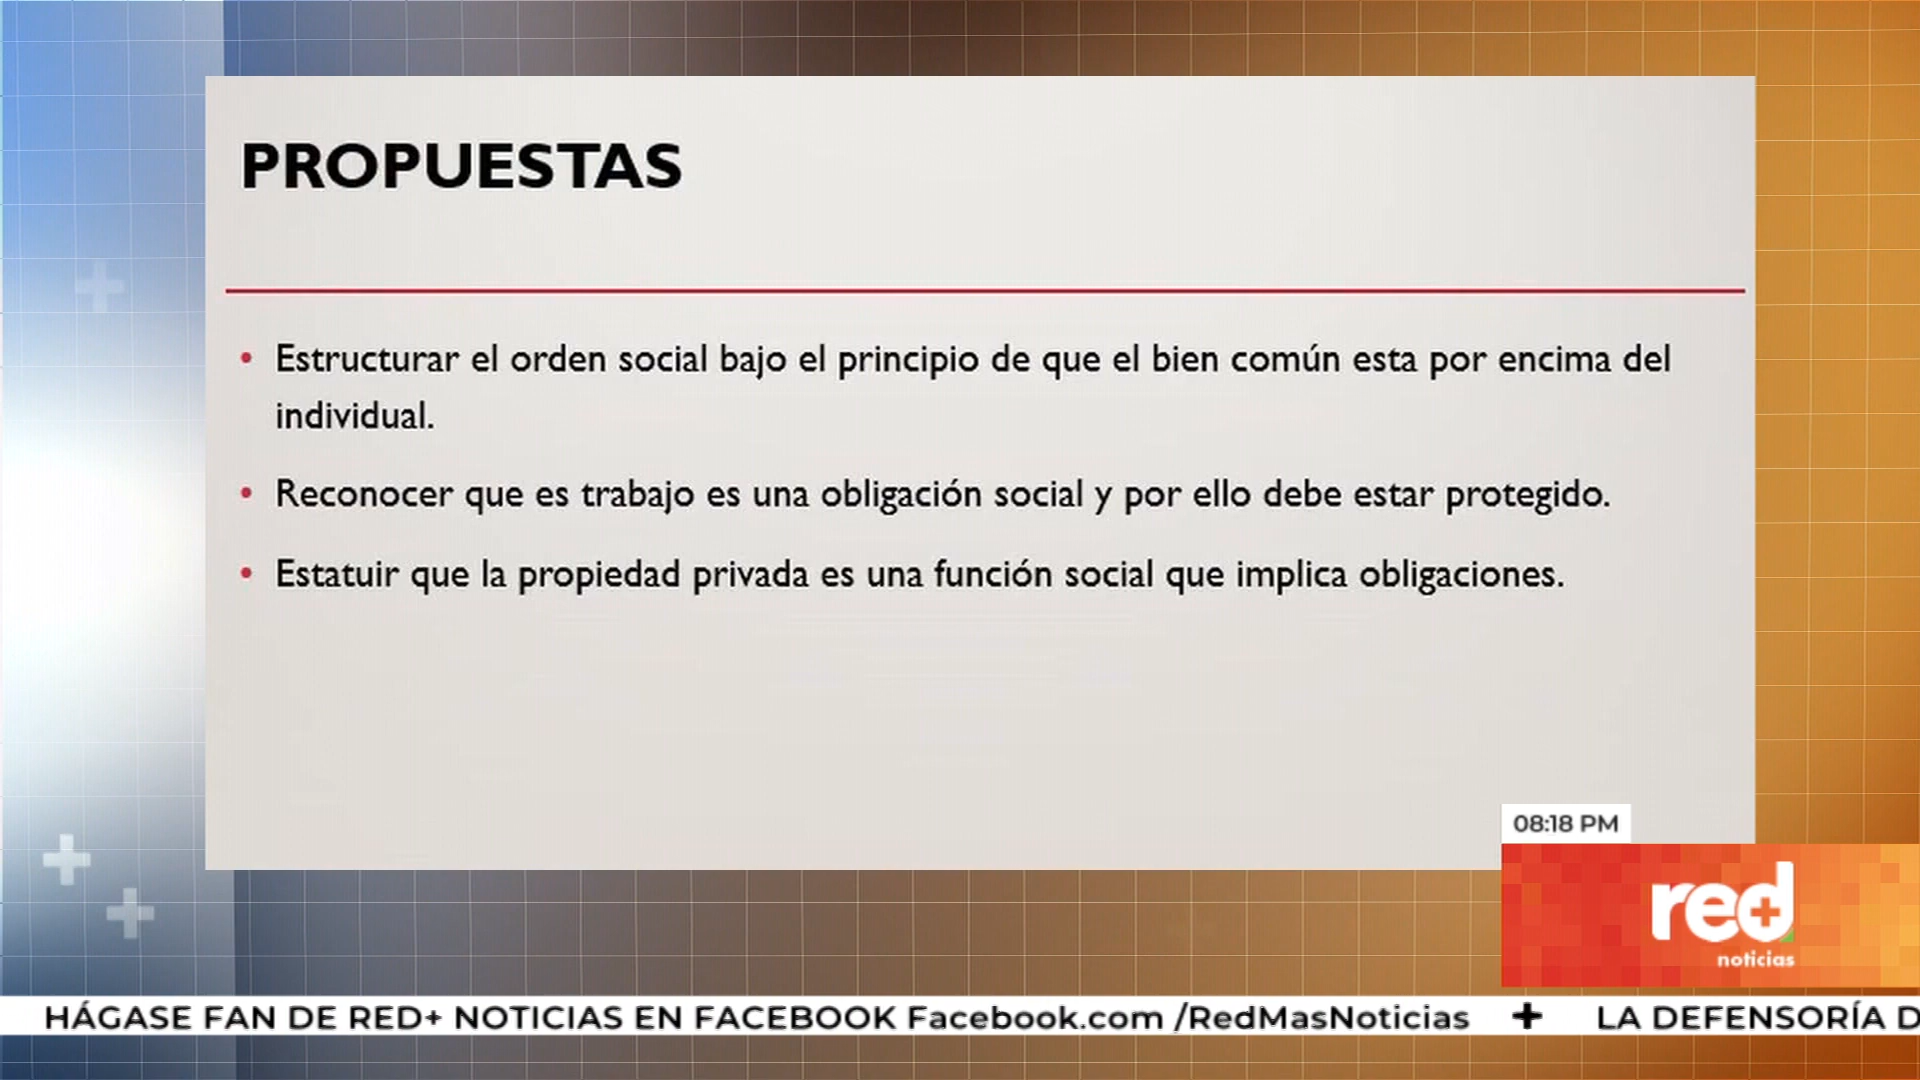 PROPUESTAS
• Estructurar el orden social bajo el principio de que el bien común esta por encima del
individual.
• Reconocer que es trabajo es una obligación social y por ello debe estar protegido.
• Estatuir que la propiedad privada es una función social que implica obligaciones.
08:18 PM
red+
noticias
HÁGASE FAN DE RED+ NOTICIAS EN FACEBOOK Facebook.com /RedMasNoticias + LA DEFENSORÍA D